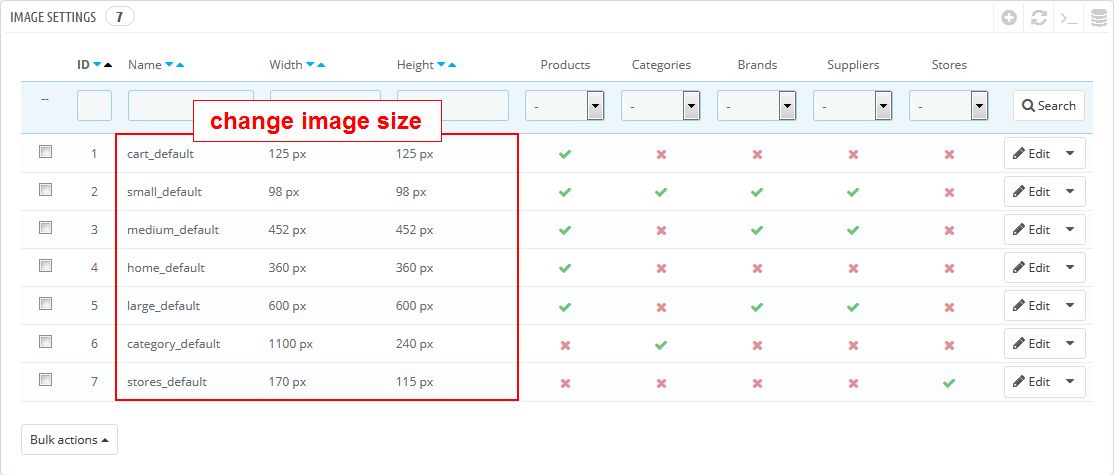 IMAGE SETTINGS 7
>_
ID Name Width Height Products Categories Brands Suppliers Stores
-- - - - - - Search
change image size
1 cart_default 125 px 125 px Edit
2 small_default 98 px 98 px Edit
3 medium_default 452 px 452 px Edit
4 home_default 360 px 360 px Edit
5 large_default 600 px 600 px Edit
6 category_default 1100 px 240 px Edit
7 stores_default 170 px 115 px Edit
Bulk actions